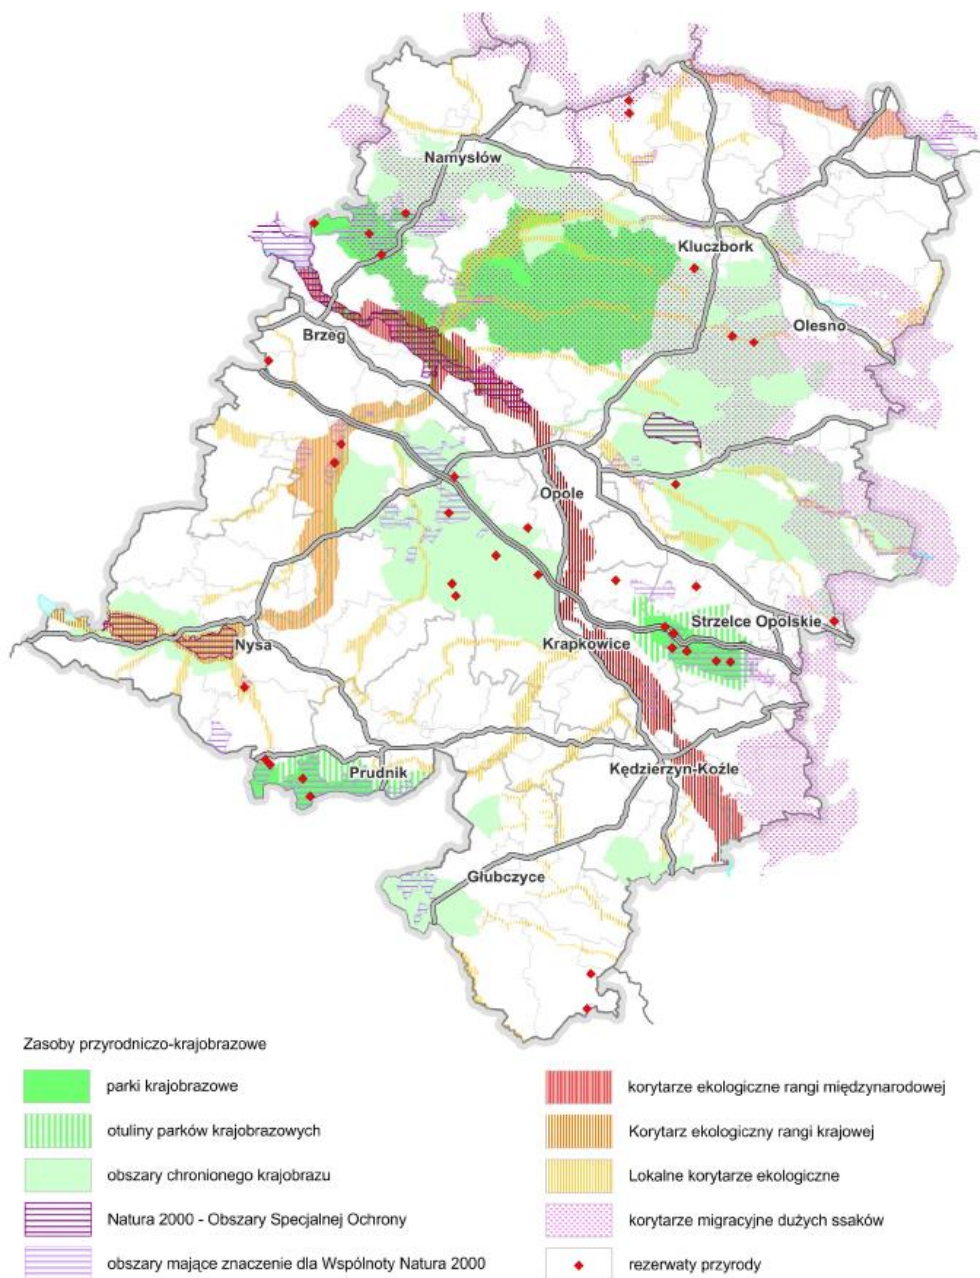 Namysłów
Kluczbork
Olesno
Brzeg
Opole
Strzelce Opolskie
Nysa
Krapkowice
Prudnik
Kędzierzyn-Koźle
Głubczyce
Zasoby przyrodniczo-krajobrazowe
parki krajobrazowe
otuliny parków krajobrazowych
obszary chronionego krajobrazu
Natura 2000 - Obszary Specjalnej Ochrony
obszary mające znaczenie dla Wspólnoty Natura 2000
korytarze ekologiczne rangi międzynarodowej
Korytarz ekologiczny rangi krajowej
Lokalne korytarze ekologiczne
korytarze migracyjne dużych ssaków
rezerwaty przyrody